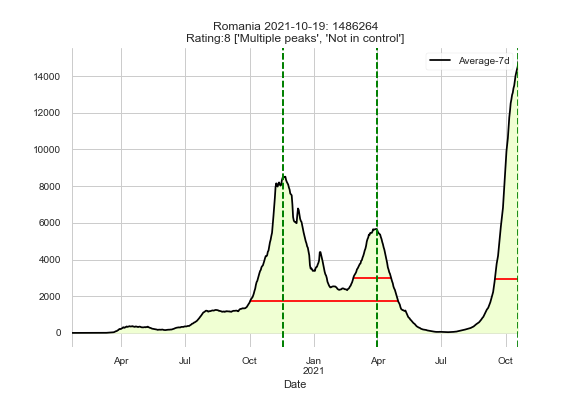 Romania 2021-10-19: 1486264
Rating:8 ['Multiple peaks', 'Not in control']
Average-7d
14000
12000
10000
8000
6000
4000
2000
0
Apr
Jul
Oct
Jan
2021
Apr
Jul
Oct
Date